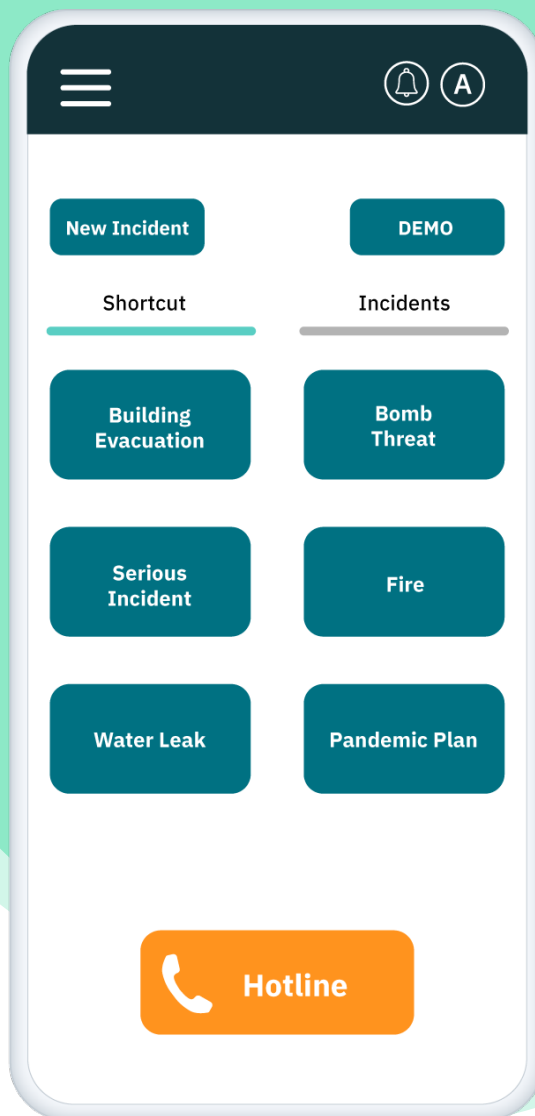 A
New Incident
DEMO
Shortcut
Incidents
Building
Evacuation
Bomb
Threat
Serious
Incident
Fire
Water Leak
Pandemic Plan
Hotline